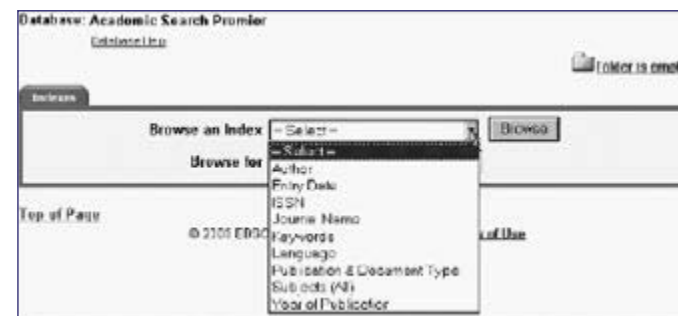 Database: Academic Search Premier
Database Help
Folder is empt
Indexes
Browse an Index -- Select -- Browse
Browse for -- Select --
Author
Entry Date
ISSN
Journal Name
Keywords
Language
Publication & Document Type
Subjects (All)
Year of Publication
Top of Page
© EBSC
of Use